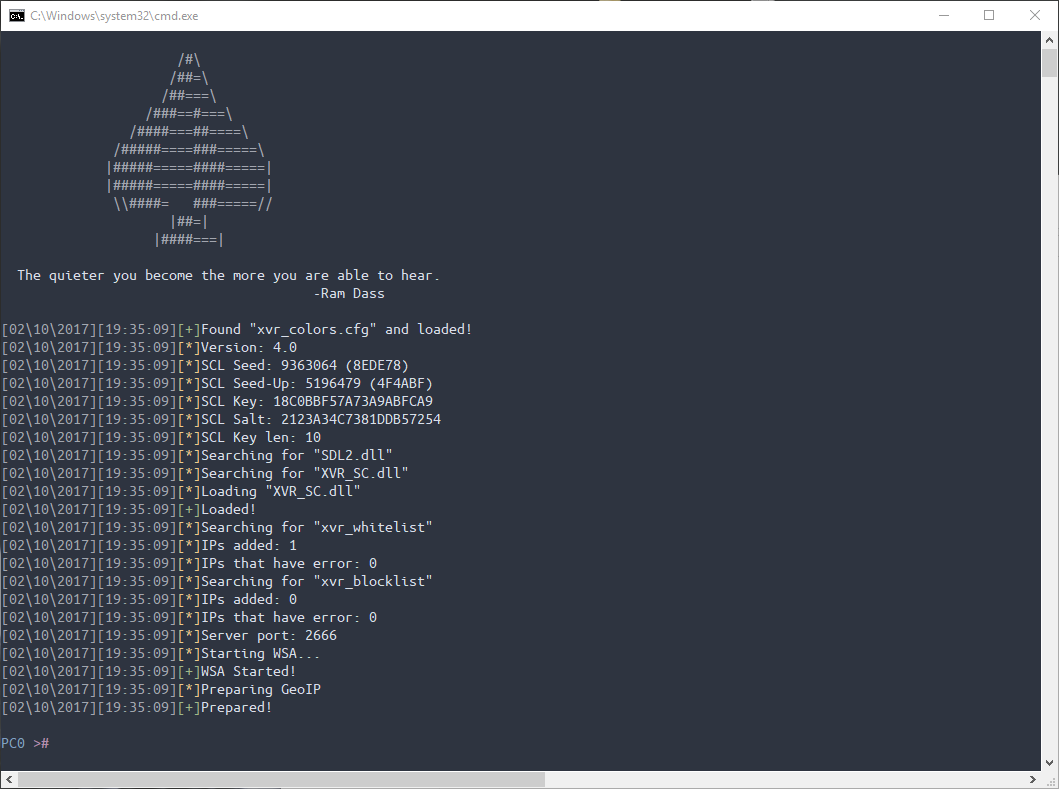 C:\Windows\system32\cmd.exe
/#\
/##=\
/##===\
/###==#===\
/####===##====\
/#####====###=====\
|#####=====####=====|
|#####=====####=====|
\\####=   ###=====//
|##=|
|####===|
The quieter you become the more you are able to hear.
-Ram Dass
[02\10\2017][19:35:09][+]Found "xvr_colors.cfg" and loaded!
[02\10\2017][19:35:09][*]Version: 4.0
[02\10\2017][19:35:09][*]SCL Seed: 9363064 (8EDE78)
[02\10\2017][19:35:09][*]SCL Seed-Up: 5196479 (4F4ABF)
[02\10\2017][19:35:09][*]SCL Key: 18C0BBF57A73A9ABFCA9
[02\10\2017][19:35:09][*]SCL Salt: 2123A34C7381DDB57254
[02\10\2017][19:35:09][*]SCL Key len: 10
[02\10\2017][19:35:09][*]Searching for "SDL2.dll"
[02\10\2017][19:35:09][*]Searching for "XVR_SC.dll"
[02\10\2017][19:35:09][*]Loading "XVR_SC.dll"
[02\10\2017][19:35:09][+]Loaded!
[02\10\2017][19:35:09][*]Searching for "xvr_whitelist"
[02\10\2017][19:35:09][*]IPs added: 1
[02\10\2017][19:35:09][*]IPs that have error: 0
[02\10\2017][19:35:09][*]Searching for "xvr_blocklist"
[02\10\2017][19:35:09][*]IPs added: 0
[02\10\2017][19:35:09][*]IPs that have error: 0
[02\10\2017][19:35:09][*]Server port: 2666
[02\10\2017][19:35:09][*]Starting WSA...
[02\10\2017][19:35:09][+]WSA Started!
[02\10\2017][19:35:09][*]Preparing GeoIP
[02\10\2017][19:35:09][+]Prepared!
PC0 >#